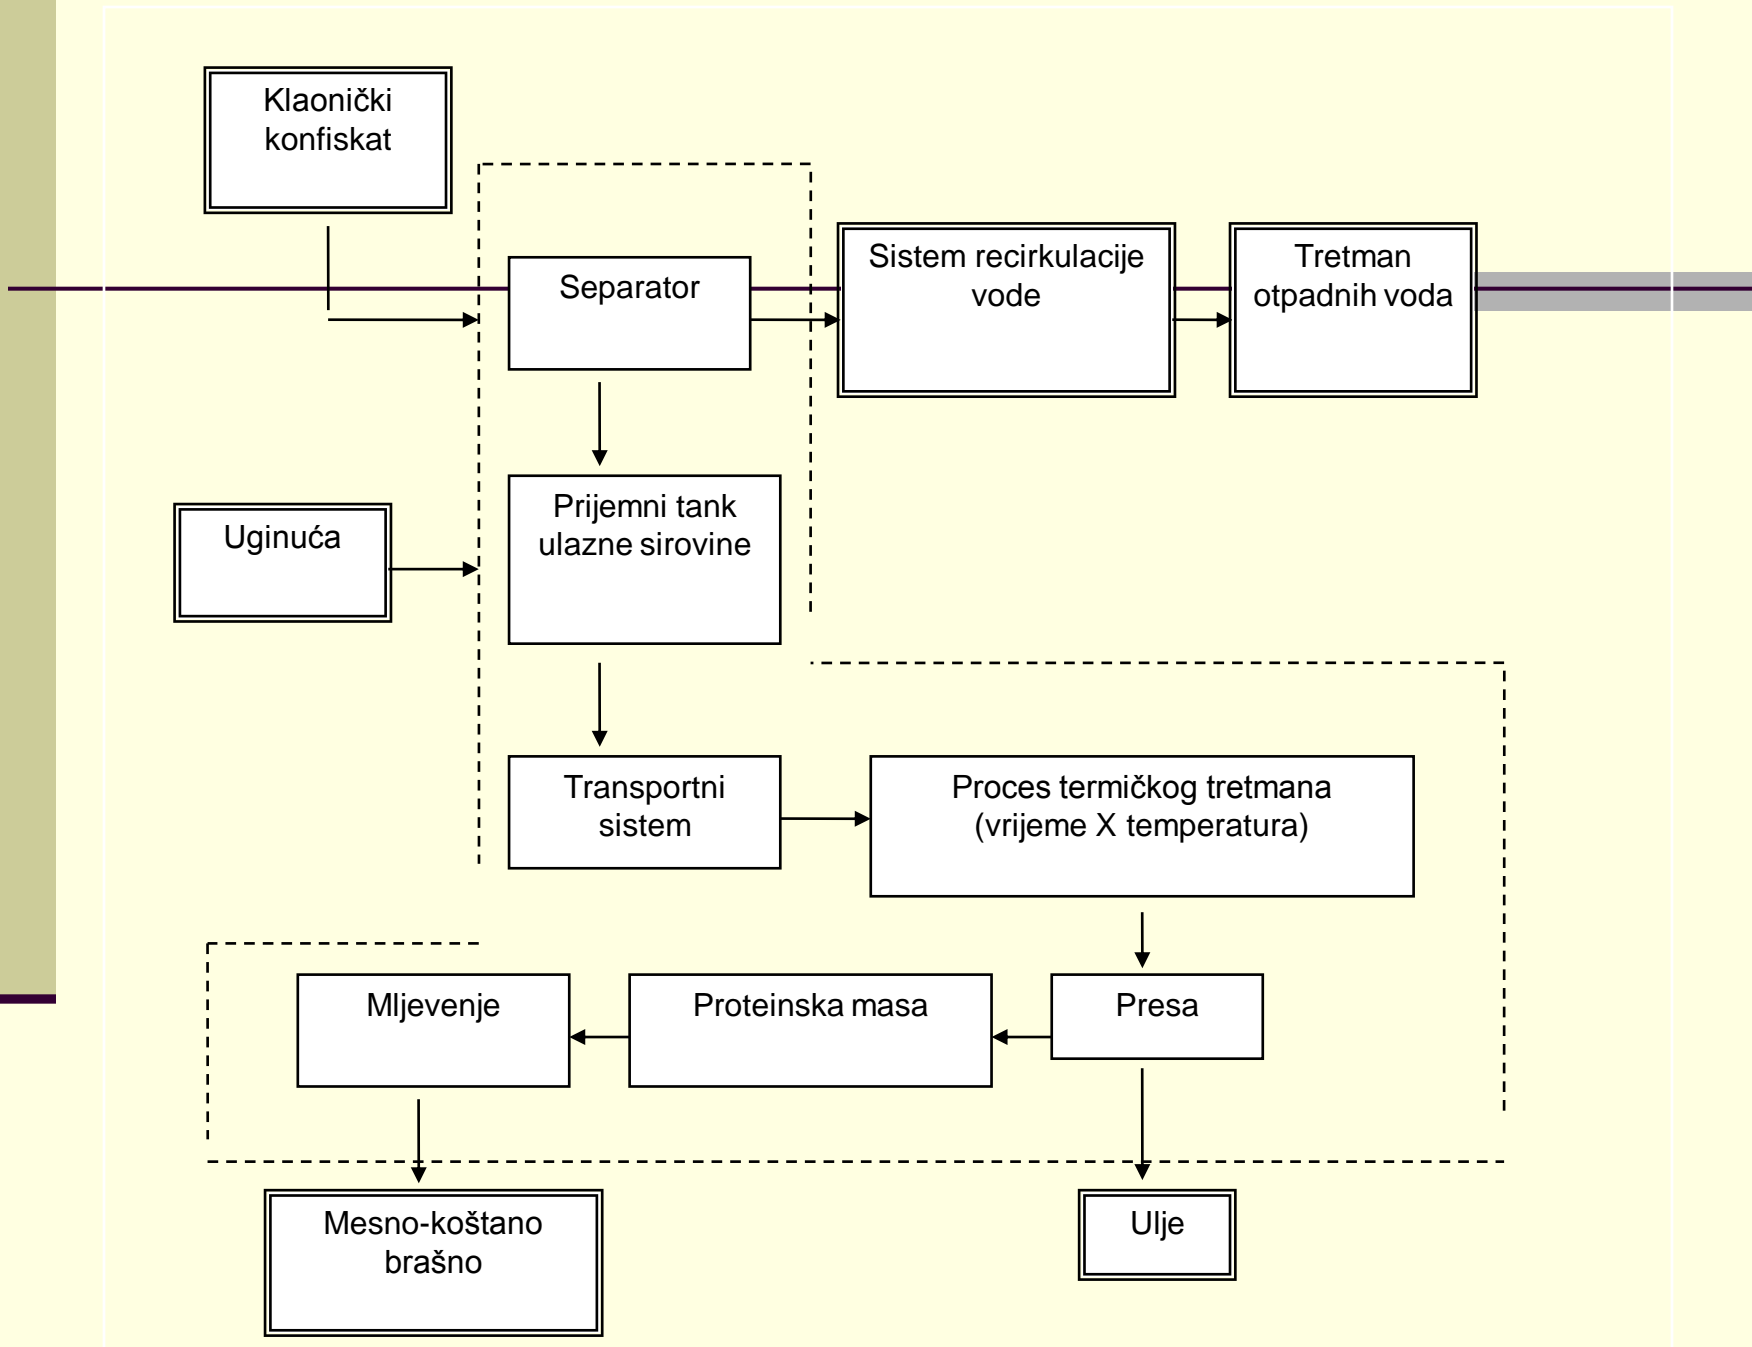 Klaonički
konfiskat
Separator
Sistem recirkulacije
vode
Tretman
otpadnih voda
Uginuća
Prijemni tank
ulazne sirovine
Transportni
sistem
Proces termičkog tretmana
(vrijeme X temperatura)
Mljevenje
Proteinska masa
Presa
Mesno-koštano
brašno
Ulje